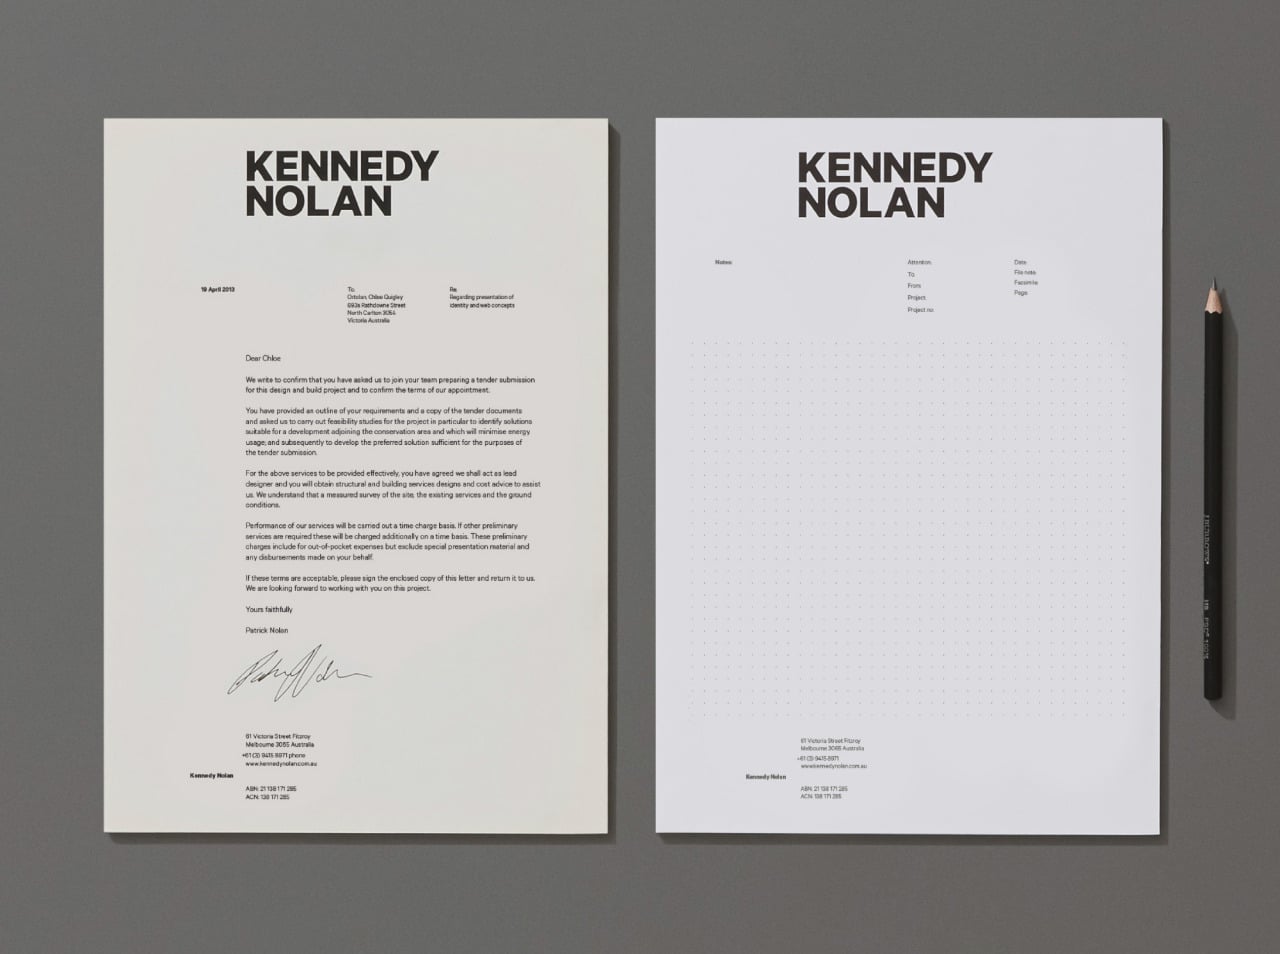 KENNEDY
NOLAN
19 April 2013
To
Ortolan, Chloe Quigley
693a Rathdowne Street
North Carlton 3054
Victoria Australia
Re
Regarding presentation of
identity and web concepts
Dear Chloe
We write to confirm that you have asked us to join your team preparing a tender submission
for this design and build project and to confirm the terms of our appointment.
You have provided an outline of your requirements and a copy of the tender documents
and asked us to carry out feasibility studies for the project in particular to identify solutions
suitable for a development adjoining the conservation area and which will minimise energy
usage; and subsequently to develop the preferred solution sufficient for the purposes of
the tender submission.
For the above services to be provided effectively, you have agreed we shall act as lead
designer and you will obtain structural and building services designs and cost advice to assist
us. We understand that a measured survey of the site, the existing services and the ground
conditions.
Performance of our services will be carried out a time charge basis. If other preliminary
services are required these will be charged additionally on a time basis. These preliminary
charges include for out-of-pocket expenses but exclude special presentation material and
any disbursements made on your behalf.
If these terms are acceptable, please sign the enclosed copy of this letter and return it to us.
We are looking forward to working with you on this project.
Yours faithfully
Patrick Nolan
61 Victoria Street Fitzroy
Melbourne 3065 Australia
+61 (3) 9415 8971 phone
www.kennedynolan.com.au
Kennedy Nolan
ABN: 21 138 171 285
ACN: 138 171 285
KENNEDY
NOLAN
Notes:
Attention:
To
From
Project:
Project no:
Date
File note
Facsimile
Page
61 Victoria Street Fitzroy
Melbourne 3065 Australia
+61 (3) 9415 8971
www.kennedynolan.com.au
Kennedy Nolan
ABN: 21 138 171 285
ACN: 138 171 285